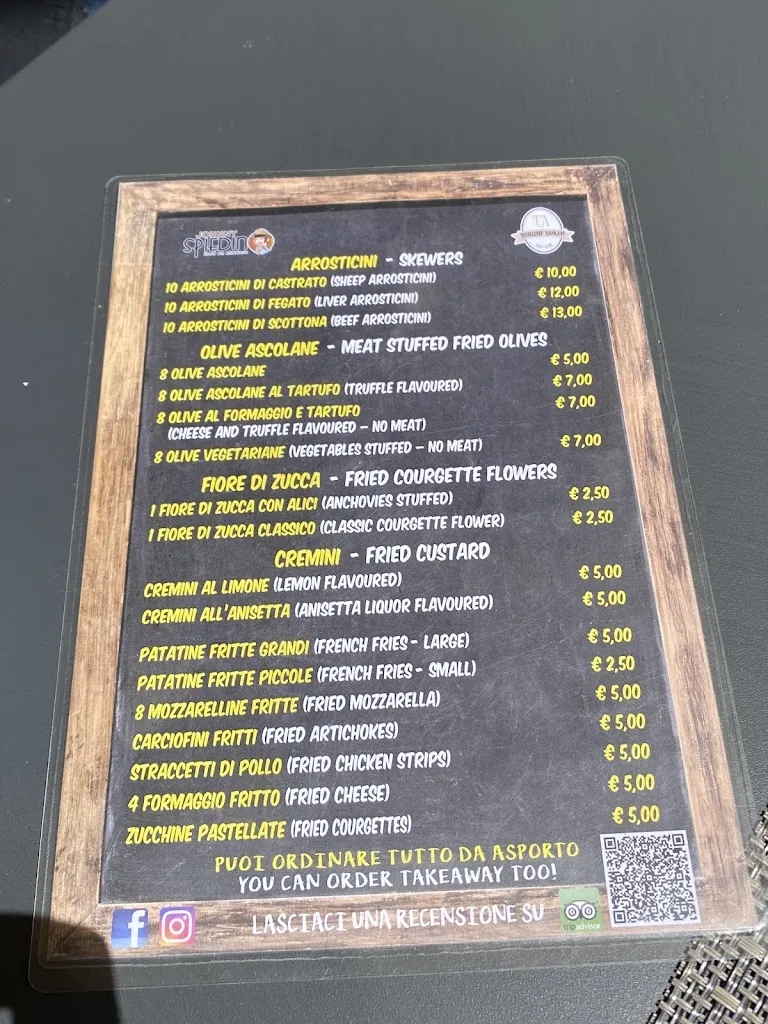 JOHNNY
SPIEDINO
ARROSTICINI - SKEWERS
10 ARROSTICINI DI CASTRATO (SHEEP ARROSTICINI) € 10,00
10 ARROSTICINI DI FEGATO (LIVER ARROSTICINI) € 12,00
10 ARROSTICINI DI SCOTTONA (BEEF ARROSTICINI) € 13,00
OLIVE ASCOLANE - MEAT STUFFED FRIED OLIVES
8 OLIVE ASCOLANE € 5,00
8 OLIVE ASCOLANE AL TARTUFO (TRUFFLE FLAVOURED) € 7,00
8 OLIVE AL FORMAGGIO E TARTUFO € 7,00
(CHEESE AND TRUFFLE FLAVOURED – NO MEAT)
8 OLIVE VEGETARIANE (VEGETABLES STUFFED – NO MEAT) € 7,00
FIORE DI ZUCCA - FRIED COURGETTE FLOWERS
1 FIORE DI ZUCCA CON ALICI (ANCHOVIES STUFFED) € 2,50
1 FIORE DI ZUCCA CLASSICO (CLASSIC COURGETTE FLOWER) € 2,50
CREMINI - FRIED CUSTARD
CREMINI AL LIMONE (LEMON FLAVOURED) € 5,00
CREMINI ALL'ANISETTA (ANISETTA LIQUOR FLAVOURED) € 5,00
PATATINE FRITTE GRANDI (FRENCH FRIES - LARGE) € 5,00
PATATINE FRITTE PICCOLE (FRENCH FRIES - SMALL) € 2,50
8 MOZZARELLINE FRITTE (FRIED MOZZARELLA) € 5,00
CARCIOFINI FRITTI (FRIED ARTICHOKES) € 5,00
STRACCETTI DI POLLO (FRIED CHICKEN STRIPS) € 5,00
4 FORMAGGIO FRITTO (FRIED CHEESE) € 5,00
ZUCCHINE PASTELLATE (FRIED COURGETTES) € 5,00
PUOI ORDINARE TUTTO DA ASPORTO
YOU CAN ORDER TAKEAWAY TOO!
LASCIACI UNA RECENSIONE SU
tripadvisor